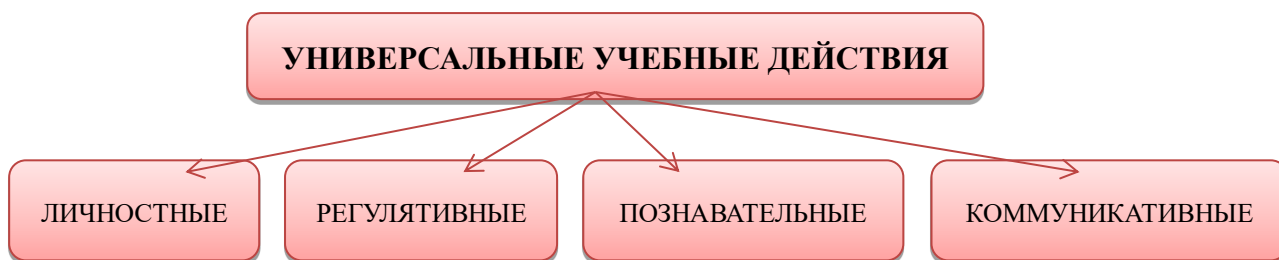 УНИВЕРСАЛЬНЫЕ УЧЕБНЫЕ ДЕЙСТВИЯ
ЛИЧНОСТНЫЕ
РЕГУЛЯТИВНЫЕ
ПОЗНАВАТЕЛЬНЫЕ
КОММУНИКАТИВНЫЕ